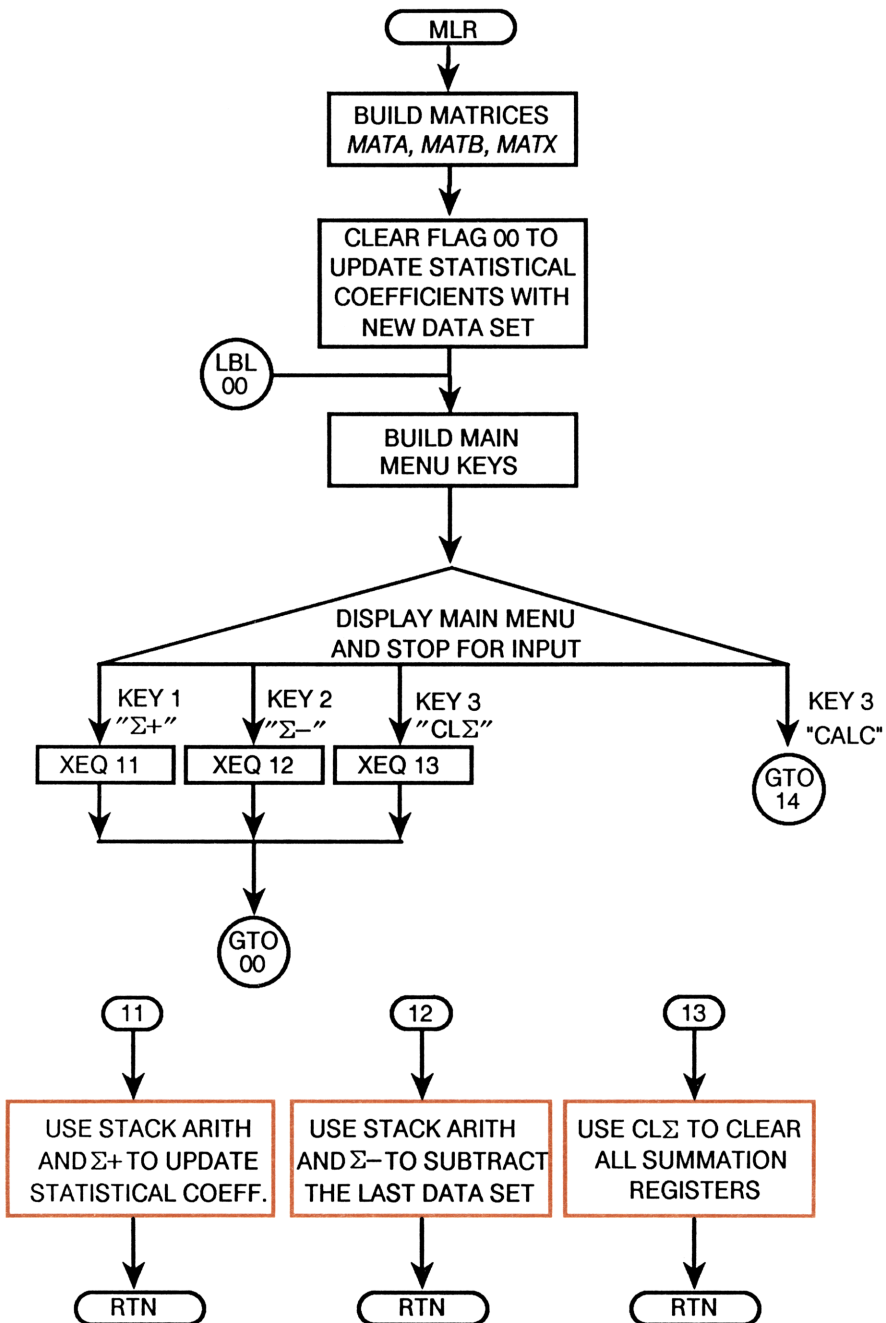 MLR
BUILD MATRICES
MATA, MATB, MATX
CLEAR FLAG 00 TO
UPDATE STATISTICAL
COEFFICIENTS WITH
NEW DATA SET
LBL
00
BUILD MAIN
MENU KEYS
DISPLAY MAIN MENU
AND STOP FOR INPUT
KEY 1
"Σ+"
KEY 2
"Σ−"
KEY 3
"CLΣ"
KEY 3
"CALC"
XEQ 11
XEQ 12
XEQ 13
GTO
14
GTO
00
11
12
13
USE STACK ARITH
AND Σ+ TO UPDATE
STATISTICAL COEFF.
USE STACK ARITH
AND Σ− TO SUBTRACT
THE LAST DATA SET
USE CLΣ TO CLEAR
ALL SUMMATION
REGISTERS
RTN
RTN
RTN